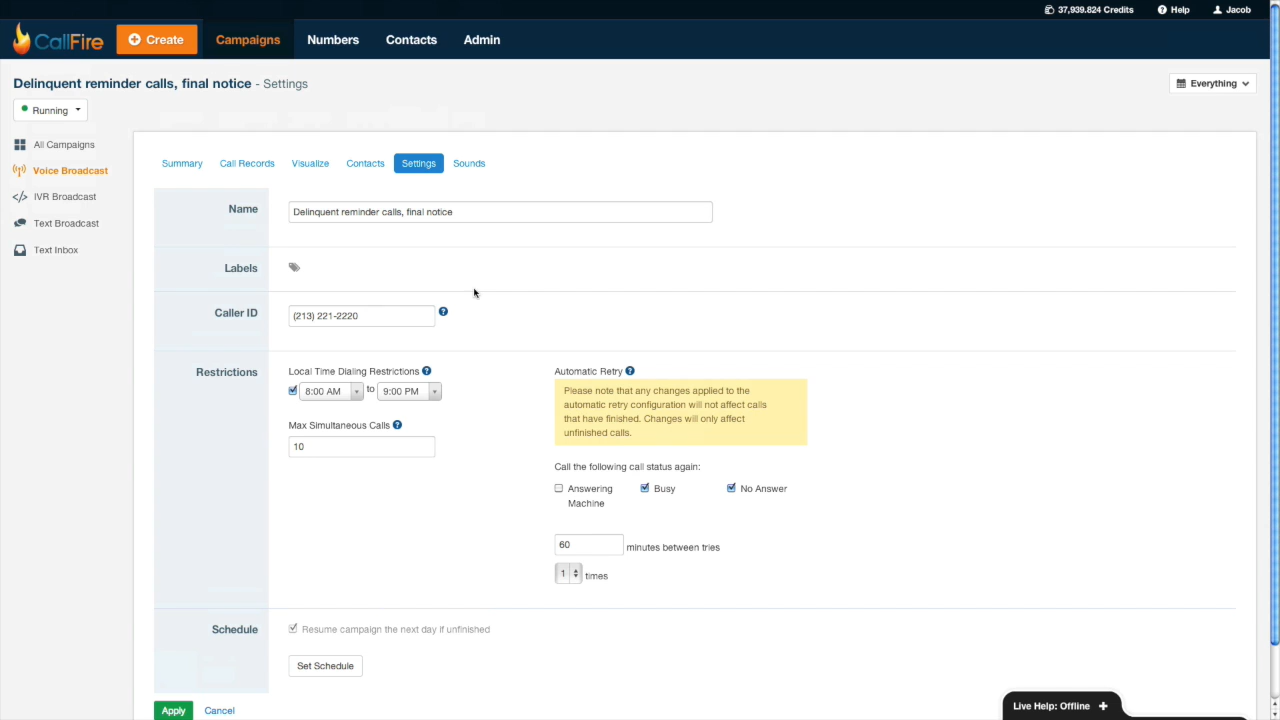 37,939.824 Credits Help Jacob
CallFire Create Campaigns Numbers Contacts Admin
Delinquent reminder calls, final notice - Settings
Everything
Running
All Campaigns
Voice Broadcast
IVR Broadcast
Text Broadcast
Text Inbox
Summary Call Records Visualize Contacts Settings Sounds
Name
Delinquent reminder calls, final notice
Labels
Caller ID
(213) 221-2220
Restrictions
Local Time Dialing Restrictions
8:00 AM to 9:00 PM
Max Simultaneous Calls
10
Automatic Retry
Please note that any changes applied to the
automatic retry configuration will not affect calls
that have finished. Changes will only affect
unfinished calls.
Call the following call status again:
Answering
Machine
Busy
No Answer
60 minutes between tries
1 times
Schedule
Resume campaign the next day if unfinished
Set Schedule
Apply Cancel
Live Help: Offline +